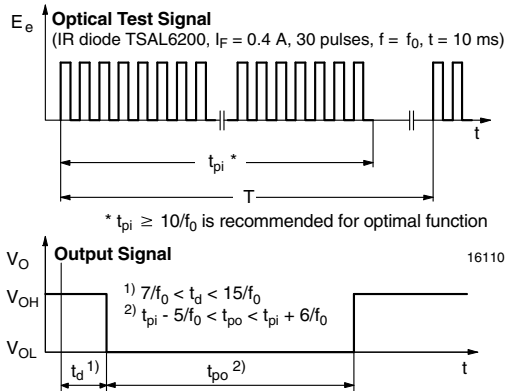 E_e Optical Test Signal
(IR diode TSAL6200, I_F = 0.4 A, 30 pulses, f = f_0, t = 10 ms)
t
t_pi *
T
* t_pi ≥ 10/f_0 is recommended for optimal function
V_O Output Signal 16110
V_OH
1) 7/f_0 < t_d < 15/f_0
2) t_pi - 5/f_0 < t_po < t_pi + 6/f_0
V_OL
t_d 1) t_po 2) t